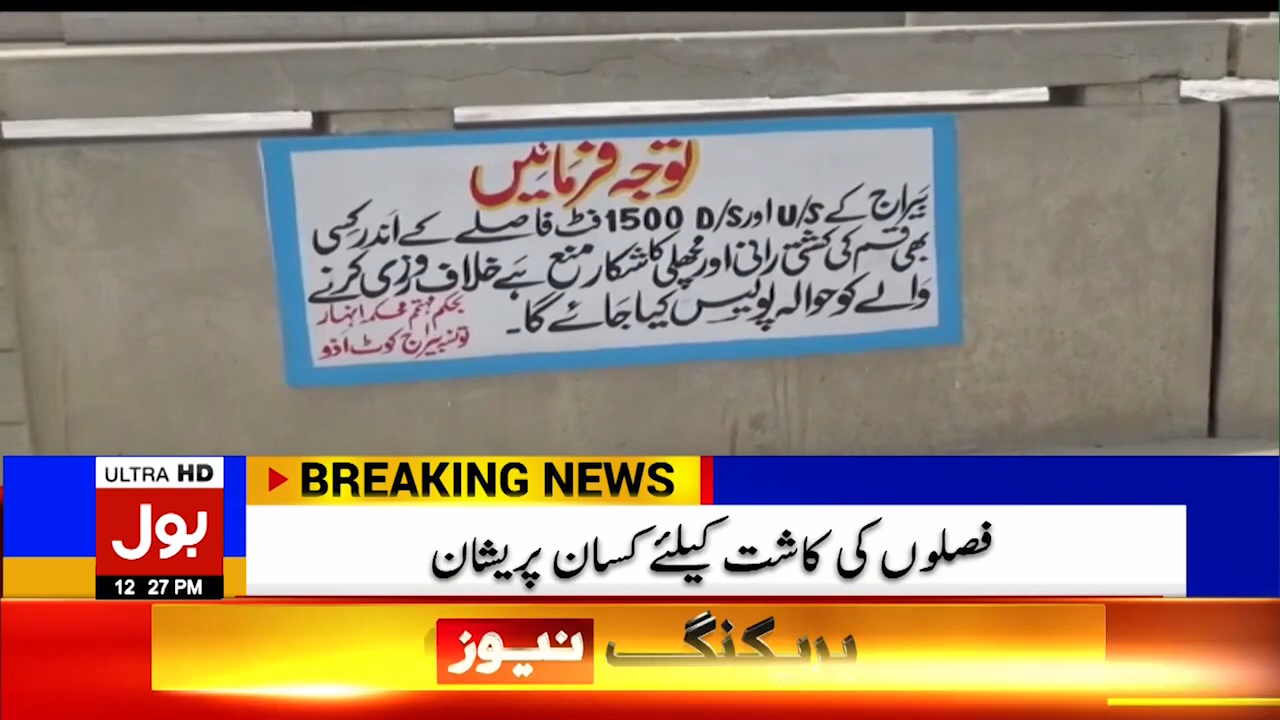 توجہ فرمائیں
بیراج کے U/S اور D/S 1500 فٹ فاصلے کے اندر کسی
بھی قسم کی کشتی رانی اور مچھلی کا شکار منع ہے خلاف ورزی کرنے
والے کو حوالہ پولیس کیا جائے گا۔
بحکم مہتمم محکمہ انہار
تونسہ بیراج کوٹ ادو
ULTRA HD
BREAKING NEWS
بول
فصلوں کی کاشت کیلئے کسان پریشان
12 27 PM
بریکنگ نیوز